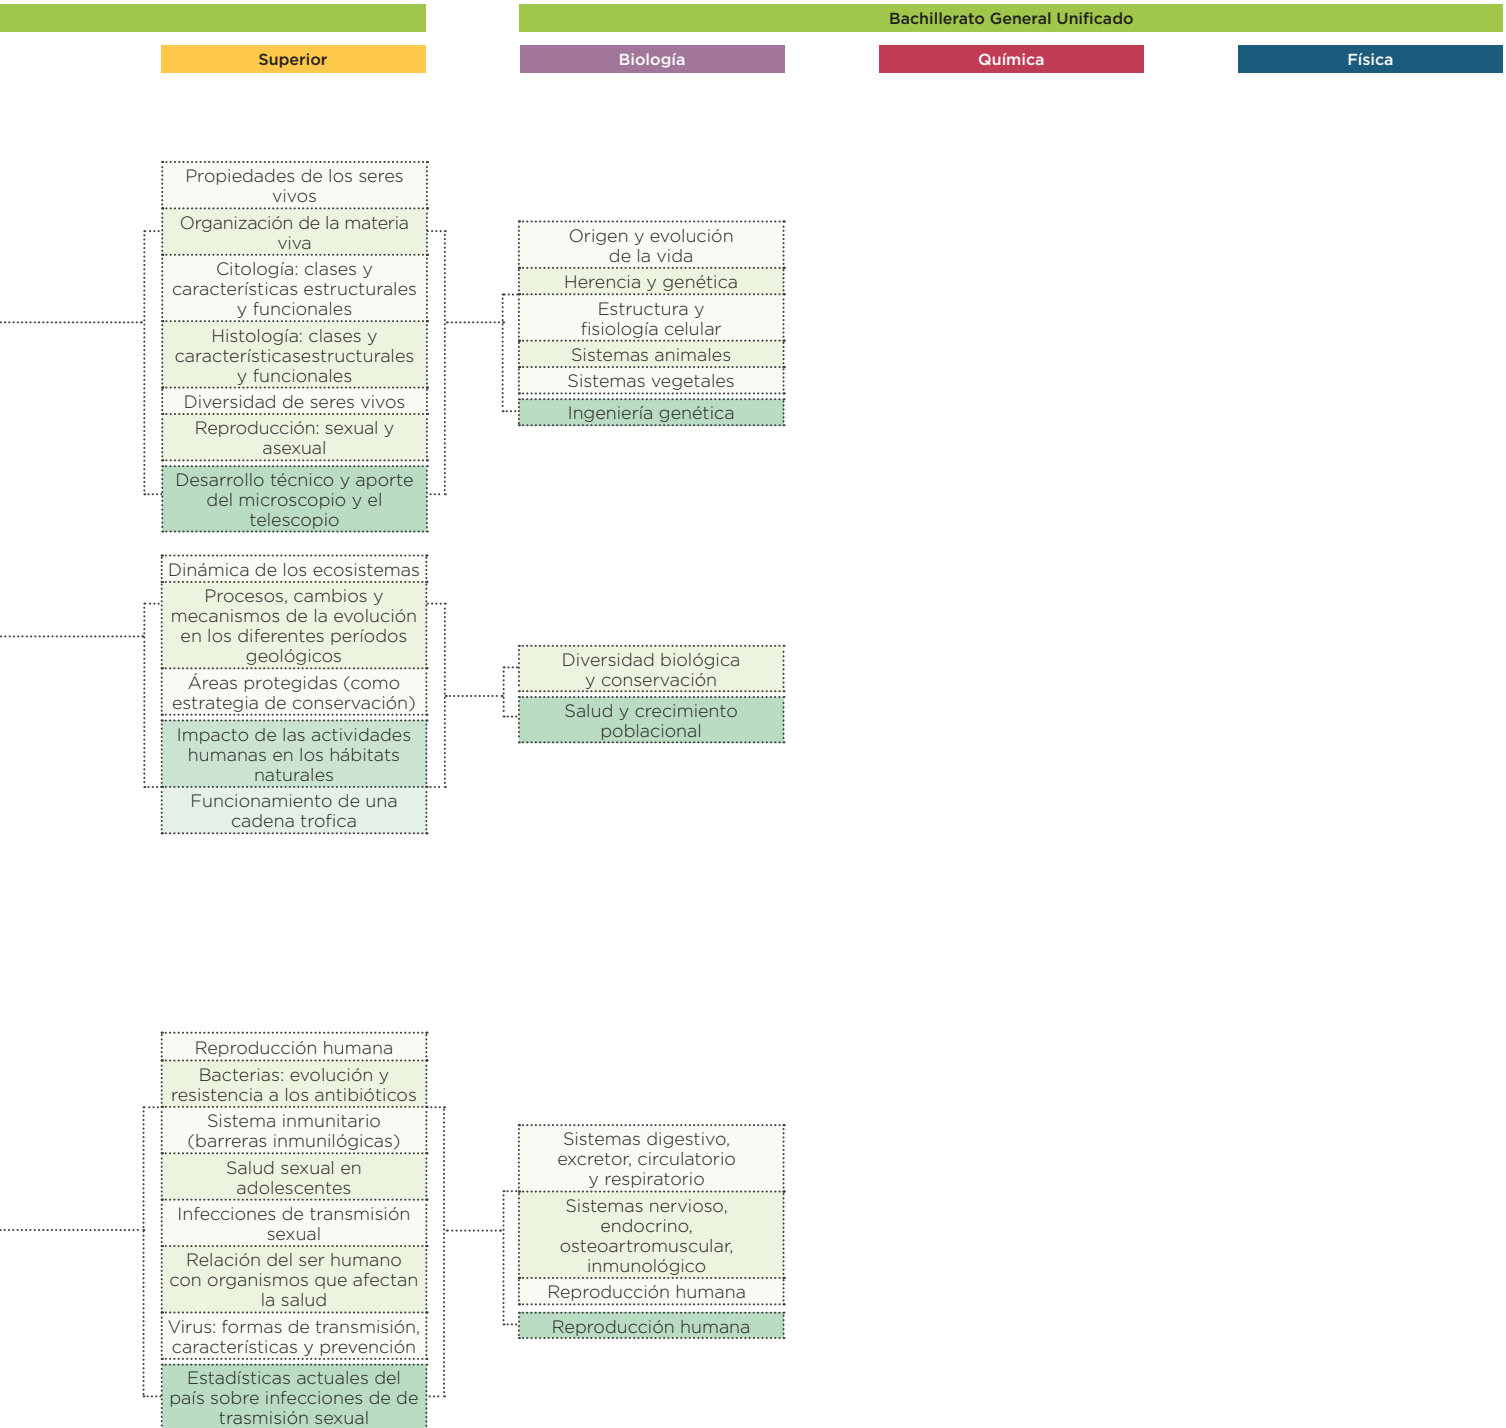 Bachillerato General Unificado
Superior
Biología
Química
Física
Propiedades de los seres
vivos
Organización de la materia
viva
Citología: clases y
características estructurales
y funcionales
Histología: clases y
característicasestructurales
y funcionales
Diversidad de seres vivos
Reproducción: sexual y
asexual
Desarrollo técnico y aporte
del microscopio y el
telescopio
Origen y evolución
de la vida
Herencia y genética
Estructura y
fisiología celular
Sistemas animales
Sistemas vegetales
Ingeniería genética
Dinámica de los ecosistemas
Procesos, cambios y
mecanismos de la evolución
en los diferentes períodos
geológicos
Áreas protegidas (como
estrategia de conservación)
Impacto de las actividades
humanas en los hábitats
naturales
Funcionamiento de una
cadena trofica
Diversidad biológica
y conservación
Salud y crecimiento
poblacional
Reproducción humana
Bacterias: evolución y
resistencia a los antibióticos
Sistema inmunitario
(barreras inmunilógicas)
Salud sexual en
adolescentes
Infecciones de transmisión
sexual
Relación del ser humano
con organismos que afectan
la salud
Virus: formas de transmisión,
características y prevención
Estadísticas actuales del
país sobre infecciones de de
trasmisión sexual
Sistemas digestivo,
excretor, circulatorio
y respiratorio
Sistemas nervioso,
endocrino,
osteoartromuscular,
inmunológico
Reproducción humana
Reproducción humana